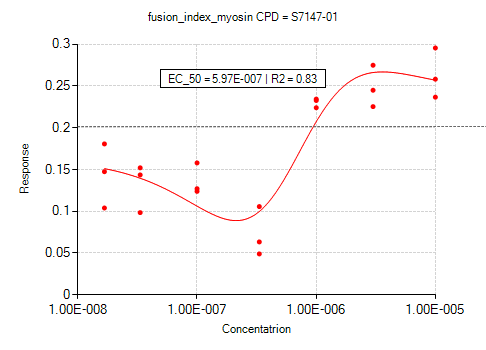 fusion_index_myosin CPD = S7147-01
0.3
EC_50 = 5.97E-007 | R2 = 0.83
0.25
0.2
0.15
Response
0.1
0.05
0
1.00E-008 1.00E-007 1.00E-006 1.00E-005
Concentatrion